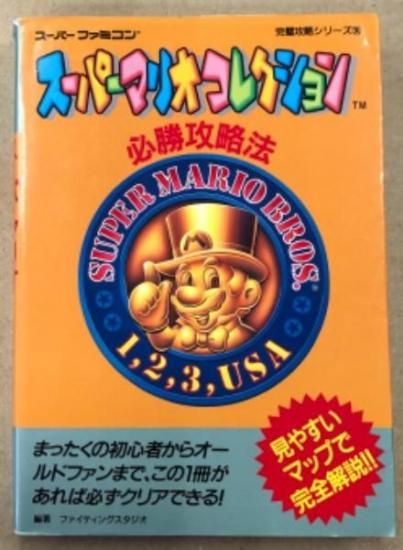 スーパーファミコン®
完璧攻略シリーズ
スーパーマリオコレクション™
必勝攻略法
SUPER MARIO BROS.®
1,2,3,USA
見やすい
マップで
完全解説!!
まったくの初心者からオー
ルドファンまで、この1冊が
あれば必ずクリアできる!
編著 ファイティングスタジオ